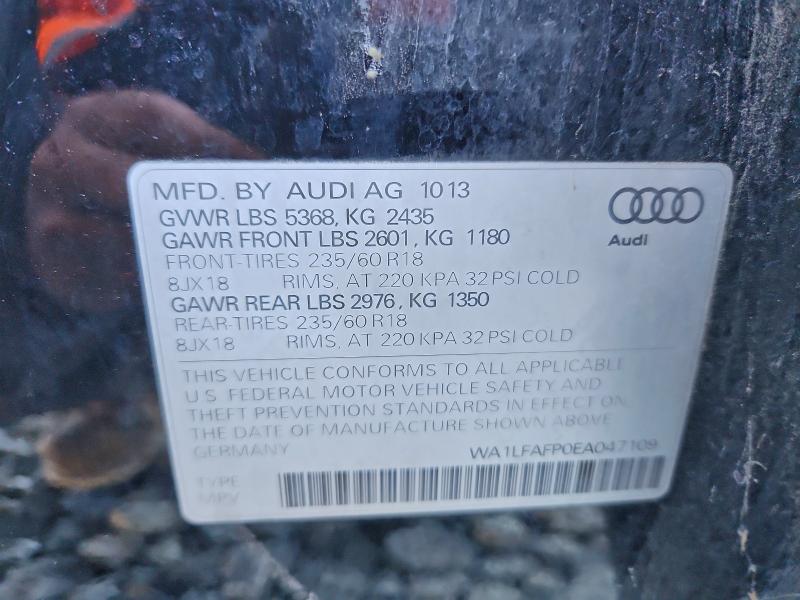 MFD. BY AUDI AG 1013
GVWR LBS 5368, KG 2435
GAWR FRONT LBS 2601, KG 1180
FRONT-TIRES 235/60 R18
8JX18 RIMS, AT 220 KPA 32 PSI COLD
GAWR REAR LBS 2976, KG 1350
REAR-TIRES 235/60 R18
8JX18 RIMS, AT 220 KPA 32 PSI COLD
Audi
THIS VEHICLE CONFORMS TO ALL APPLICABLE
U.S. FEDERAL MOTOR VEHICLE SAFETY AND
THEFT PREVENTION STANDARDS IN EFFECT ON
THE DATE OF MANUFACTURE SHOWN ABOVE
GERMANY WA1LFAFP0EA047109
TYPE
MPV